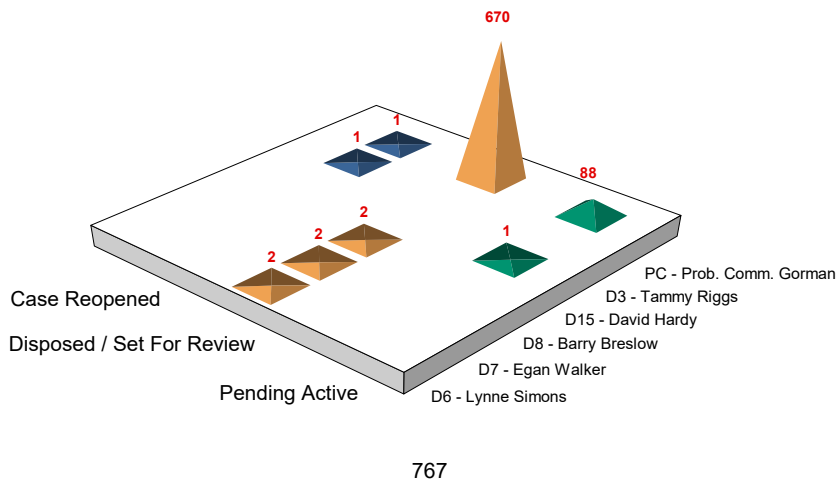 670
1
1
88
2
1
2
2
PC - Prob. Comm. Gorman
Case Reopened
D3 - Tammy Riggs
D15 - David Hardy
Disposed / Set For Review
D8 - Barry Breslow
D7 - Egan Walker
Pending Active
D6 - Lynne Simons
767